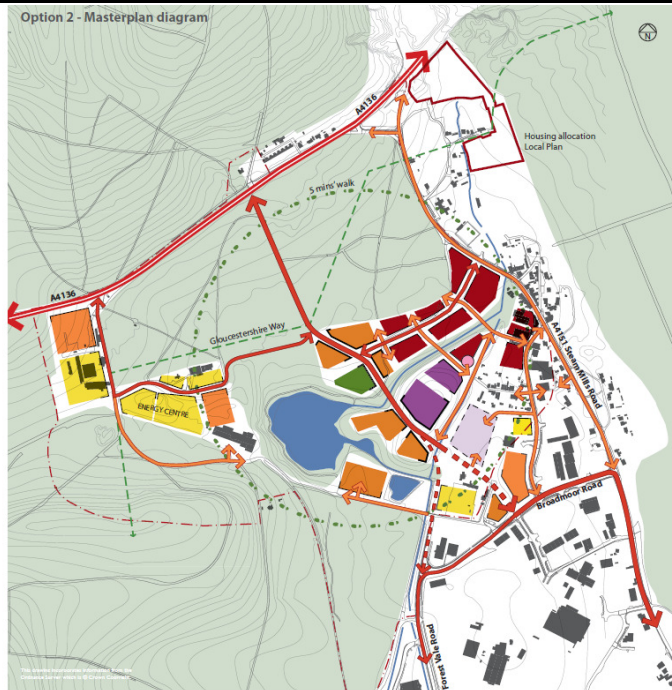 Option 2 - Masterplan diagram
N
A4136
Housing allocation
Local Plan
5 mins' walk
A4136
Gloucestershire Way
A4151 Steam Mills Road
ENERGY CENTRE
Broadmoor Road
Forest Vale Road